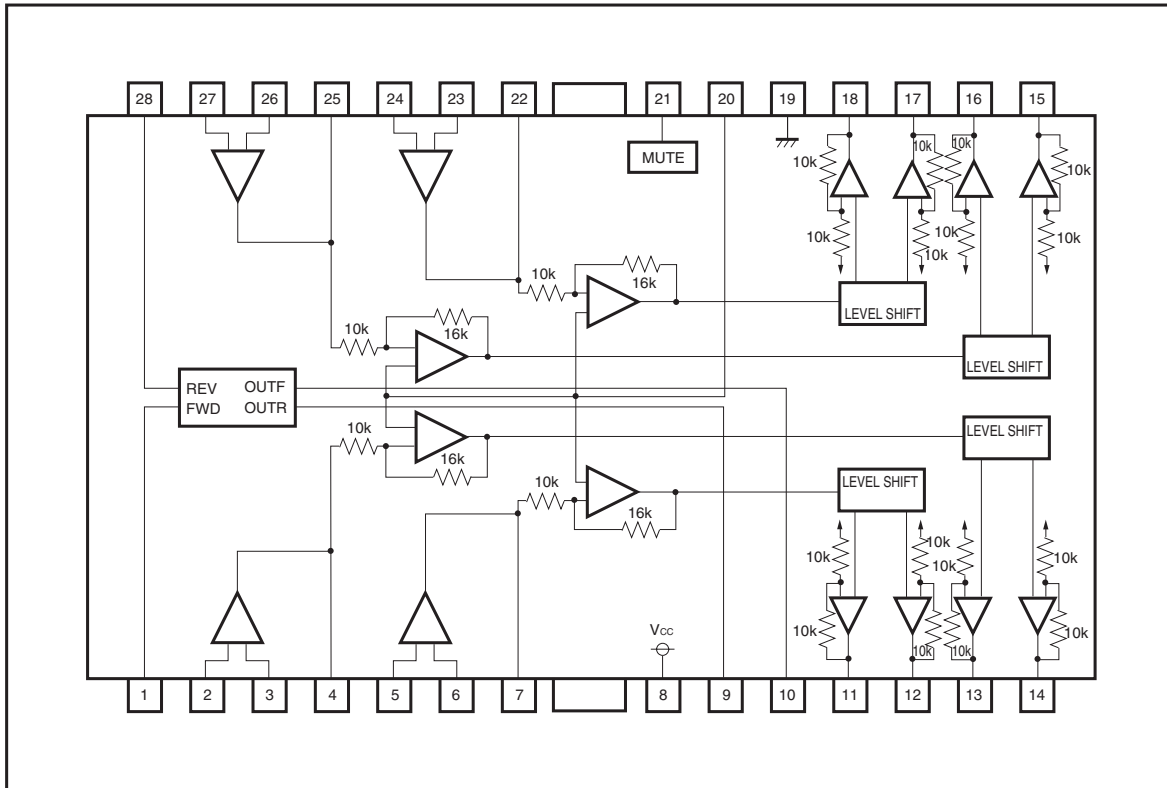 28 27 26 25 24 23 22 21 20 19 18 17 16 15
MUTE
10k 10k 10k 10k
10k 10k 10k 10k
10k 16k
LEVEL SHIFT
10k 16k
LEVEL SHIFT
REV OUTF
FWD OUTR
10k 16k
LEVEL SHIFT
10k 16k
LEVEL SHIFT
10k 10k 10k 10k
VCC
10k 10k 10k 10k
1 2 3 4 5 6 7 8 9 10 11 12 13 14